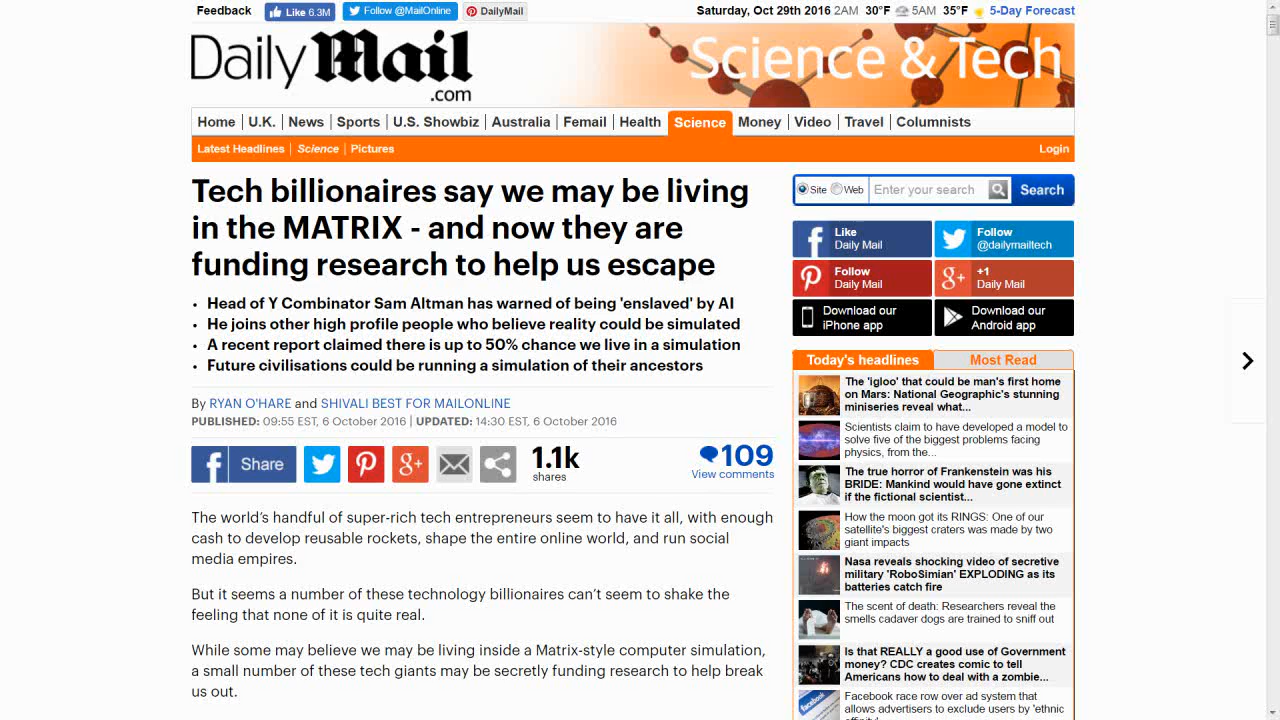 Feedback Like 6.3M Follow @MailOnline DailyMail Saturday, Oct 29th 2016 2AM 30°F 5AM 35°F 5-Day Forecast
Daily Mail
.com
Science & Tech
Home U.K. News Sports U.S. Showbiz Australia Femail Health Science Money Video Travel Columnists
Latest Headlines Science Pictures Login
Tech billionaires say we may be living
in the MATRIX - and now they are
funding research to help us escape
• Head of Y Combinator Sam Altman has warned of being 'enslaved' by AI
• He joins other high profile people who believe reality could be simulated
• A recent report claimed there is up to 50% chance we live in a simulation
• Future civilisations could be running a simulation of their ancestors
By RYAN O'HARE and SHIVALI BEST FOR MAILONLINE
PUBLISHED: 09:55 EST, 6 October 2016 | UPDATED: 14:30 EST, 6 October 2016
Share 1.1k 109
shares View comments
The world's handful of super-rich tech entrepreneurs seem to have it all, with enough
cash to develop reusable rockets, shape the entire online world, and run social
media empires.
But it seems a number of these technology billionaires can't seem to shake the
feeling that none of it is quite real.
While some may believe we may be living inside a Matrix-style computer simulation,
a small number of these tech giants may be secretly funding research to help break
us out.
Site Web Enter your search Search
Like
Daily Mail
Follow
@dailymailtech
Follow
Daily Mail
+1
Daily Mail
Download our
iPhone app
Download our
Android app
Today's headlines Most Read
The 'igloo' that could be man's first home
on Mars: National Geographic's stunning
miniseries reveal what...
Scientists claim to have developed a model to
solve five of the biggest problems facing
physics, from the...
The true horror of Frankenstein was his
BRIDE: Mankind would have gone extinct
if the fictional scientist...
How the moon got its RINGS: One of our
satellite's biggest craters was made by two
giant impacts
Nasa reveals shocking video of secretive
military 'RoboSimian' EXPLODING as its
batteries catch fire
The scent of death: Researchers reveal the
smells cadaver dogs are trained to sniff out
Is that REALLY a good use of Government
money? CDC creates comic to tell
Americans how to deal with a zombie...
Facebook race row over ad system that
allows advertisers to exclude users by 'ethnic
affinity'